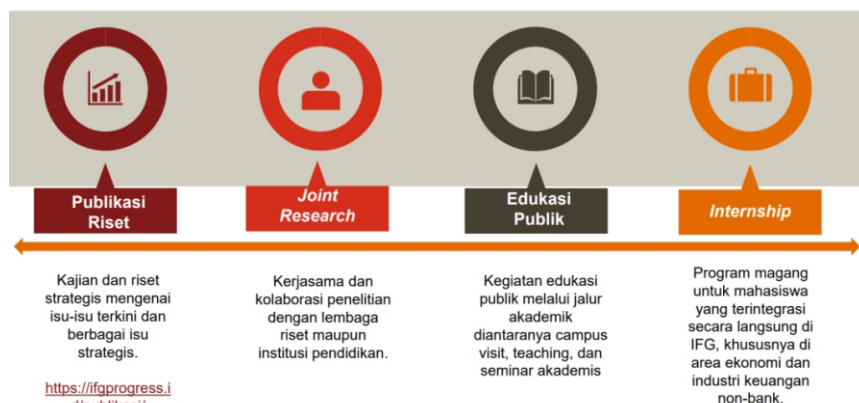 Publikasi
Riset
Joint
Research
Edukasi
Publik
Internship
Kajian dan riset
strategis mengenai
isu-isu terkini dan
berbagai isu
strategis.
https://ifgprogress.i
Kerjasama dan
kolaborasi penelitian
dengan lembaga
riset maupun
institusi pendidikan.
Kegiatan edukasi
publik melalui jalur
akademik
diantaranya campus
visit, teaching, dan
seminar akademis
Program magang
untuk mahasiswa
yang terintegrasi
secara langsung di
IFG, khususnya di
area ekonomi dan
industri keuangan
non-bank.